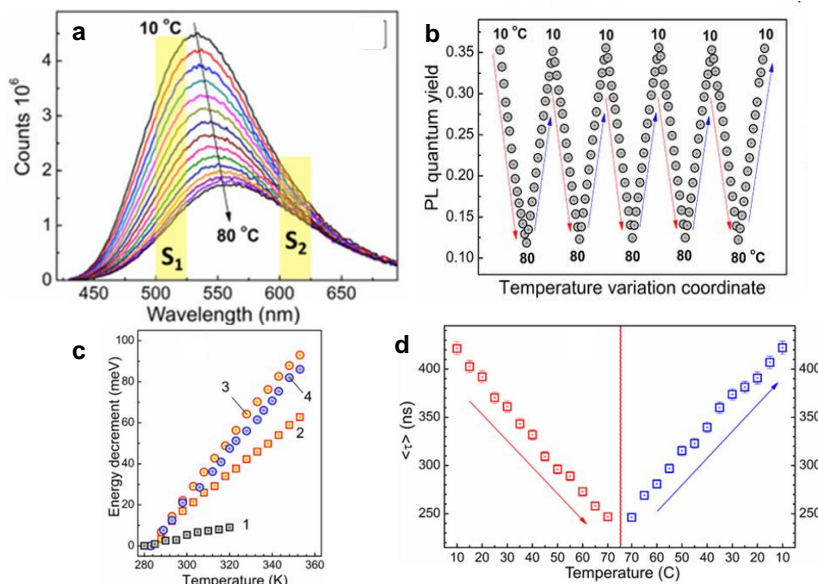 a
10 °C
80 °C
S1
S2
Counts 10^6
4
3
2
1
0
450 500 550 600 650
Wavelength (nm)
b
10 °C 10 10 10 10 10
80 80 80 80 80 °C
PL quantum yield
0.35
0.30
0.25
0.20
0.15
0.10
Temperature variation coordinate
c
Energy decrement (meV)
100
80
60
40
20
0
3
4
2
1
280 290 300 310 320 330 340 350 360
Temperature (K)
d
<τ> (ns)
400
350
300
250
400
350
300
250
10 20 30 40 50 60 70 70 60 50 40 30 20 10
Temperature (C)